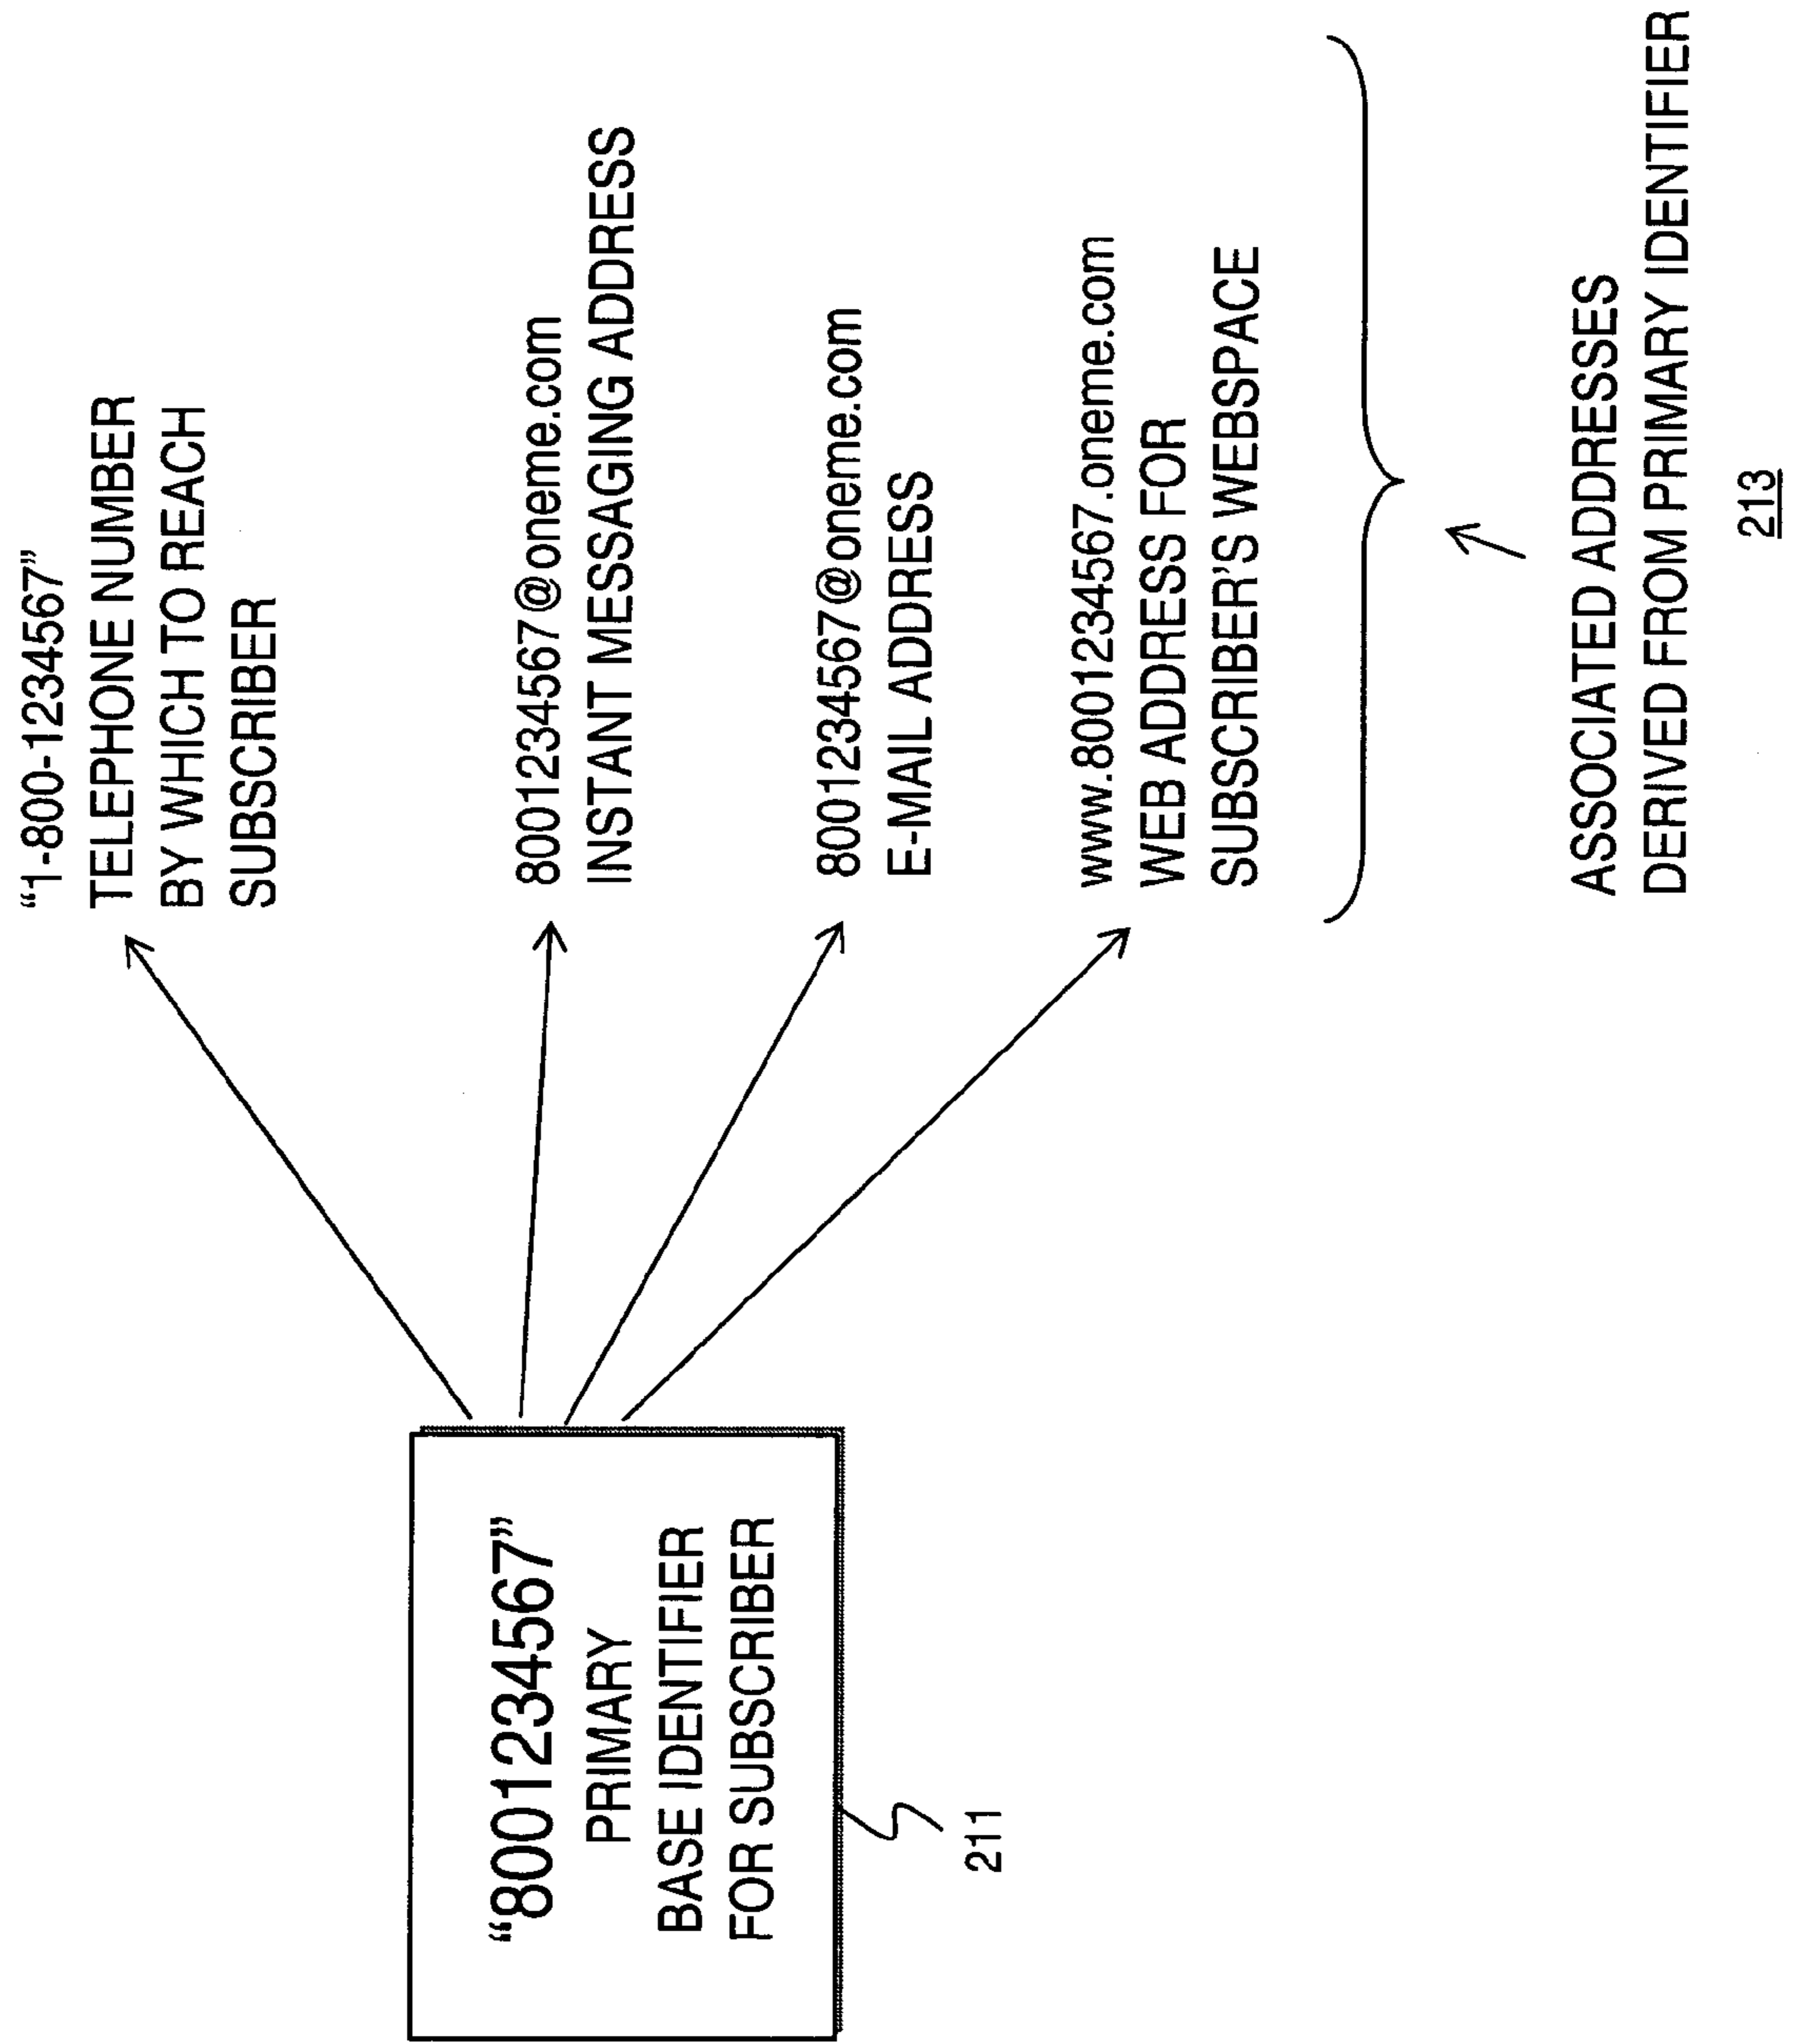 “8001234567”
PRIMARY
BASE IDENTIFIER
FOR SUBSCRIBER
211
“1-800-1234567”
TELEPHONE NUMBER
BY WHICH TO REACH
SUBSCRIBER
8001234567@oneme.com
INSTANT MESSAGING ADDRESS
8001234567@oneme.com
E-MAIL ADDRESS
www.8001234567.oneme.com
WEB ADDRESS FOR
SUBSCRIBER'S WEBSPACE
ASSOCIATED ADDRESSES
DERIVED FROM PRIMARY IDENTIFIER
213